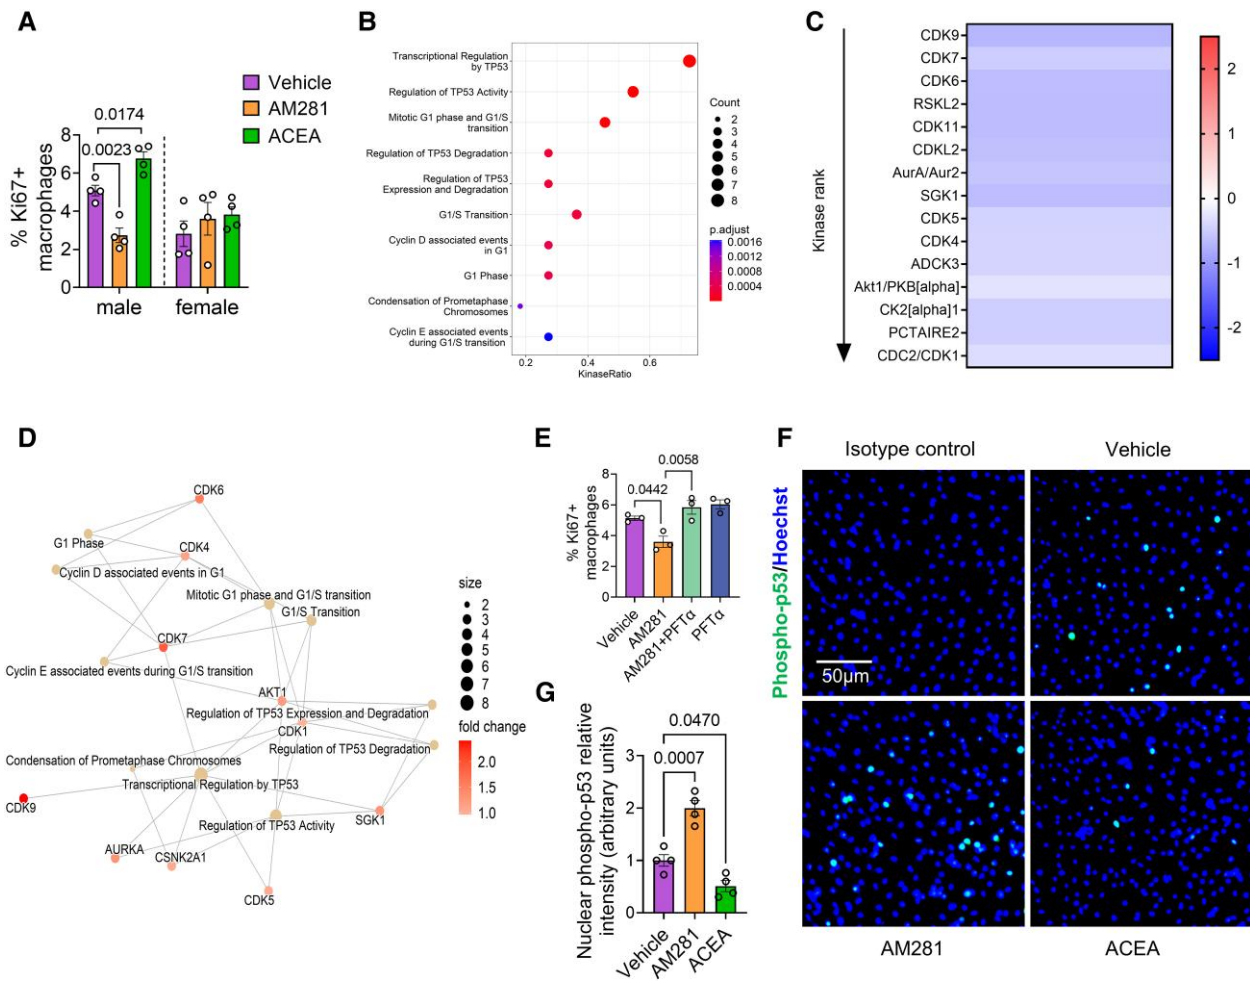 A
Vehicle
AM281
ACEA
0.0174
0.0023
% Ki67+
macrophages
8
6
4
2
0
male
female
B
Transcriptional Regulation
by TP53
Regulation of TP53 Activity
Mitotic G1 phase and G1/S
transition
Regulation of TP53 Degradation
Regulation of TP53
Expression and Degradation
G1/S Transition
Cyclin D associated events
in G1
G1 Phase
Condensation of Prometaphase
Chromosomes
Cyclin E associated events
during G1/S transition
0.2
0.4
0.6
KinaseRatio
Count
2
3
4
5
6
7
8
p.adjust
0.0016
0.0012
0.0008
0.0004
C
Kinase rank
CDK9
CDK7
CDK6
RSKL2
CDK11
CDKL2
AurA/Aur2
SGK1
CDK5
CDK4
ADCK3
Akt1/PKB[alpha]
CK2[alpha]1
PCTAIRE2
CDC2/CDK1
2
1
0
-1
-2
D
CDK6
G1 Phase
CDK4
Cyclin D associated events in G1
Mitotic G1 phase and G1/S transition
G1/S Transition
CDK7
Cyclin E associated events during G1/S transition
AKT1
Regulation of TP53 Expression and Degradation
CDK1
Regulation of TP53 Degradation
Condensation of Prometaphase Chromosomes
Transcriptional Regulation by TP53
CDK9
Regulation of TP53 Activity
SGK1
AURKA
CSNK2A1
CDK5
size
2
3
4
5
6
7
8
fold change
2.0
1.5
1.0
E
0.0058
0.0442
% Ki67+
macrophages
8
6
4
2
0
Vehicle
AM281
AM281+PFTα
PFTα
F
Isotype control
Vehicle
Phospho-p53/Hoechst
50μm
AM281
ACEA
G
0.0470
0.0007
Nuclear phospho-p53 relative
intensity (arbitrary units)
3
2
1
0
Vehicle
AM281
ACEA